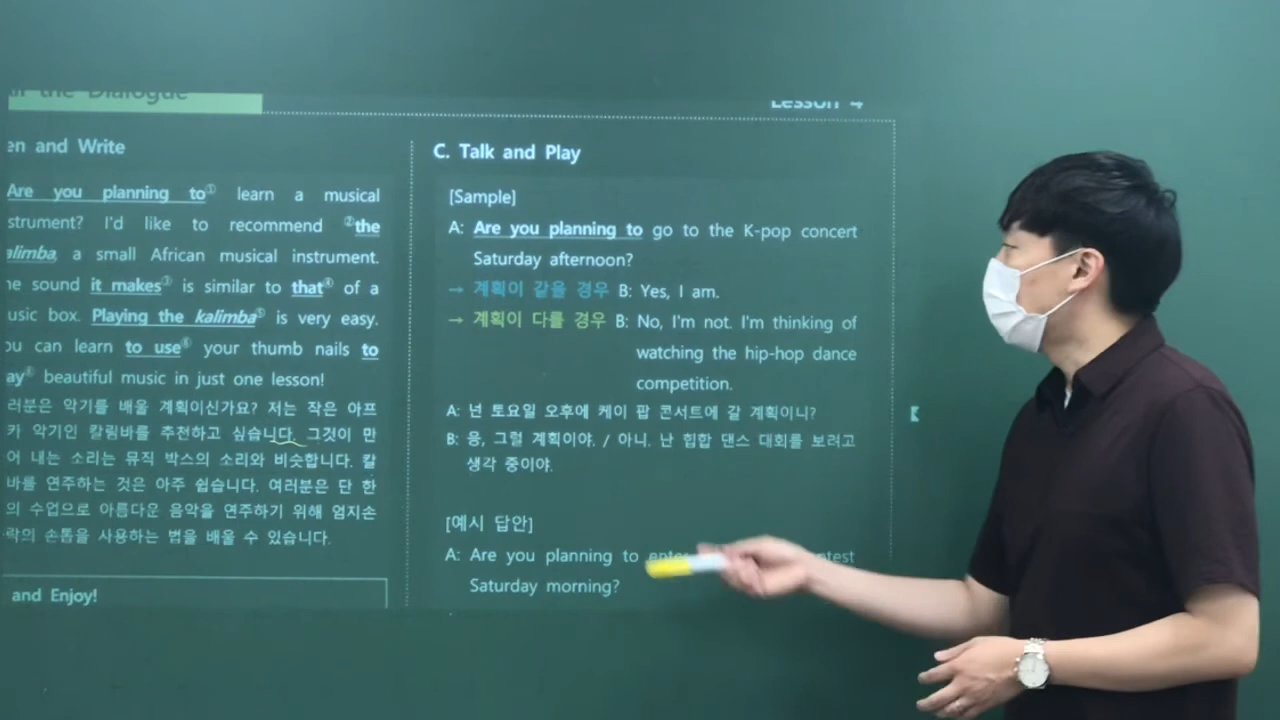 the Dialogue
Lesson 4
en and Write
Are you planning to① learn a musical
strument? I'd like to recommend ②the
alimba, a small African musical instrument.
he sound it makes③ is similar to that④ of a
usic box. Playing the kalimba⑤ is very easy.
ou can learn to use⑥ your thumb nails to
ay⑧ beautiful music in just one lesson!
러분은 악기를 배울 계획이신가요? 저는 작은 아프
카 악기인 칼림바를 추천하고 싶습니다. 그것이 만
어 내는 소리는 뮤직 박스의 소리와 비슷합니다. 칼
바를 연주하는 것은 아주 쉽습니다. 여러분은 단 한
의 수업으로 아름다운 음악을 연주하기 위해 엄지손
락의 손톱을 사용하는 법을 배울 수 있습니다.
and Enjoy!
C. Talk and Play
[Sample]
A: Are you planning to go to the K-pop concert
Saturday afternoon?
→ 계획이 같을 경우 B: Yes, I am.
→ 계획이 다를 경우 B: No, I'm not. I'm thinking of
watching the hip-hop dance
competition.
A: 넌 토요일 오후에 케이 팝 콘서트에 갈 계획이니?
B: 응, 그럴 계획이야. / 아니. 난 힙합 댄스 대회를 보려고
생각 중이야.
[예시 답안]
A: Are you planning to enter ntest
Saturday morning?